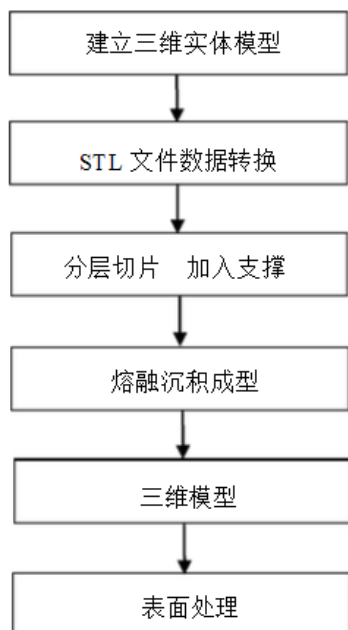 建立三维实体模型
STL 文件数据转换
分层切片 加入支撑
熔融沉积成型
三维模型
表面处理